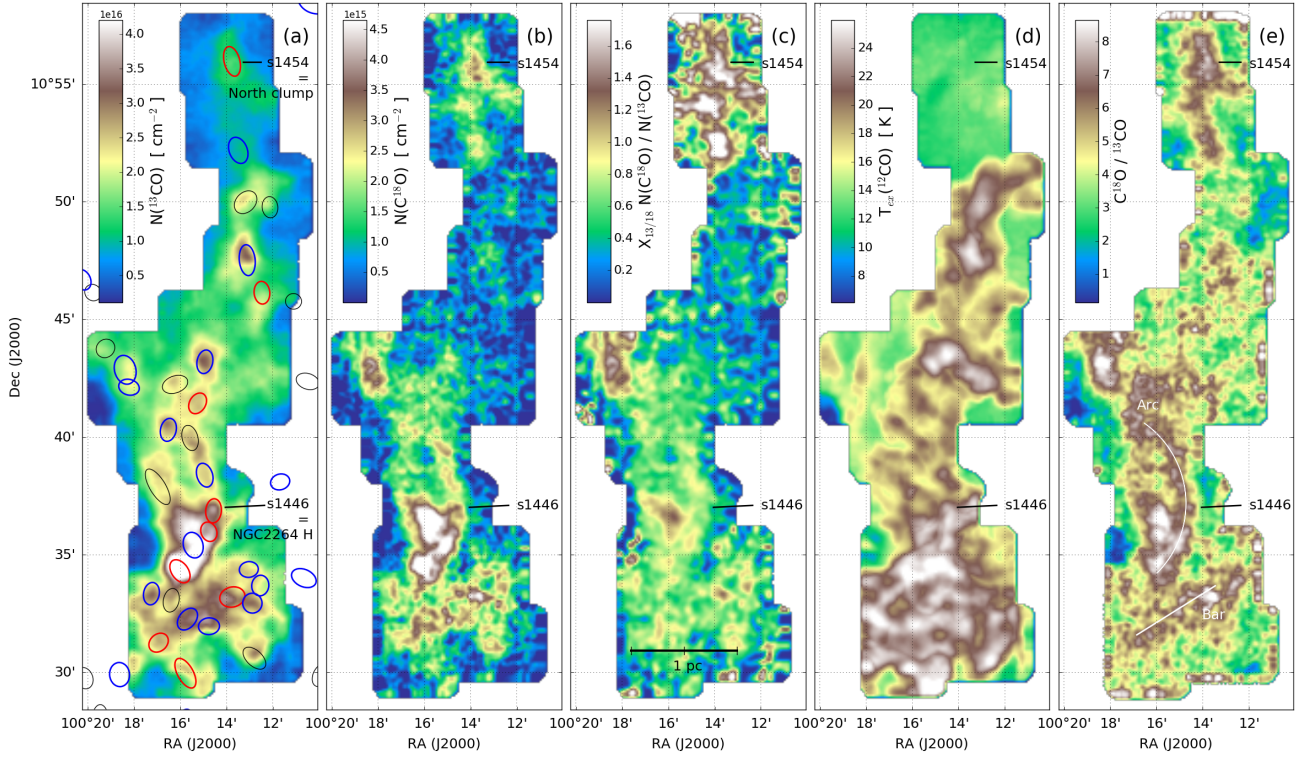 1e16
4.0
3.5
3.0
2.5
2.0
1.5
1.0
0.5
N(¹³CO) [ cm⁻² ]
(a)
s1454
=
North clump
s1446
=
NGC2264 H
1e15
4.5
4.0
3.5
3.0
2.5
2.0
1.5
1.0
0.5
N(C¹⁸O) [ cm⁻² ]
(b)
s1454
s1446
1.6
1.4
1.2
1.0
0.8
0.6
0.4
0.2
X₁₃/₁₈ N(C¹⁸O) / N(¹³CO)
(c)
s1454
s1446
1 pc
24
22
20
18
16
14
12
10
8
Tₑₓ(¹²CO) [ K ]
(d)
s1454
s1446
8
7
6
5
4
3
2
1
C¹⁸O / ¹³CO
(e)
s1454
Arc
s1446
Bar
Dec (J2000)
10°55'
50'
45'
40'
35'
30'
100°20' 18' 16' 14' 12' 100°20' 18' 16' 14' 12' 100°20' 18' 16' 14' 12' 100°20' 18' 16' 14' 12' 100°20' 18' 16' 14' 12'
RA (J2000) RA (J2000) RA (J2000) RA (J2000) RA (J2000)